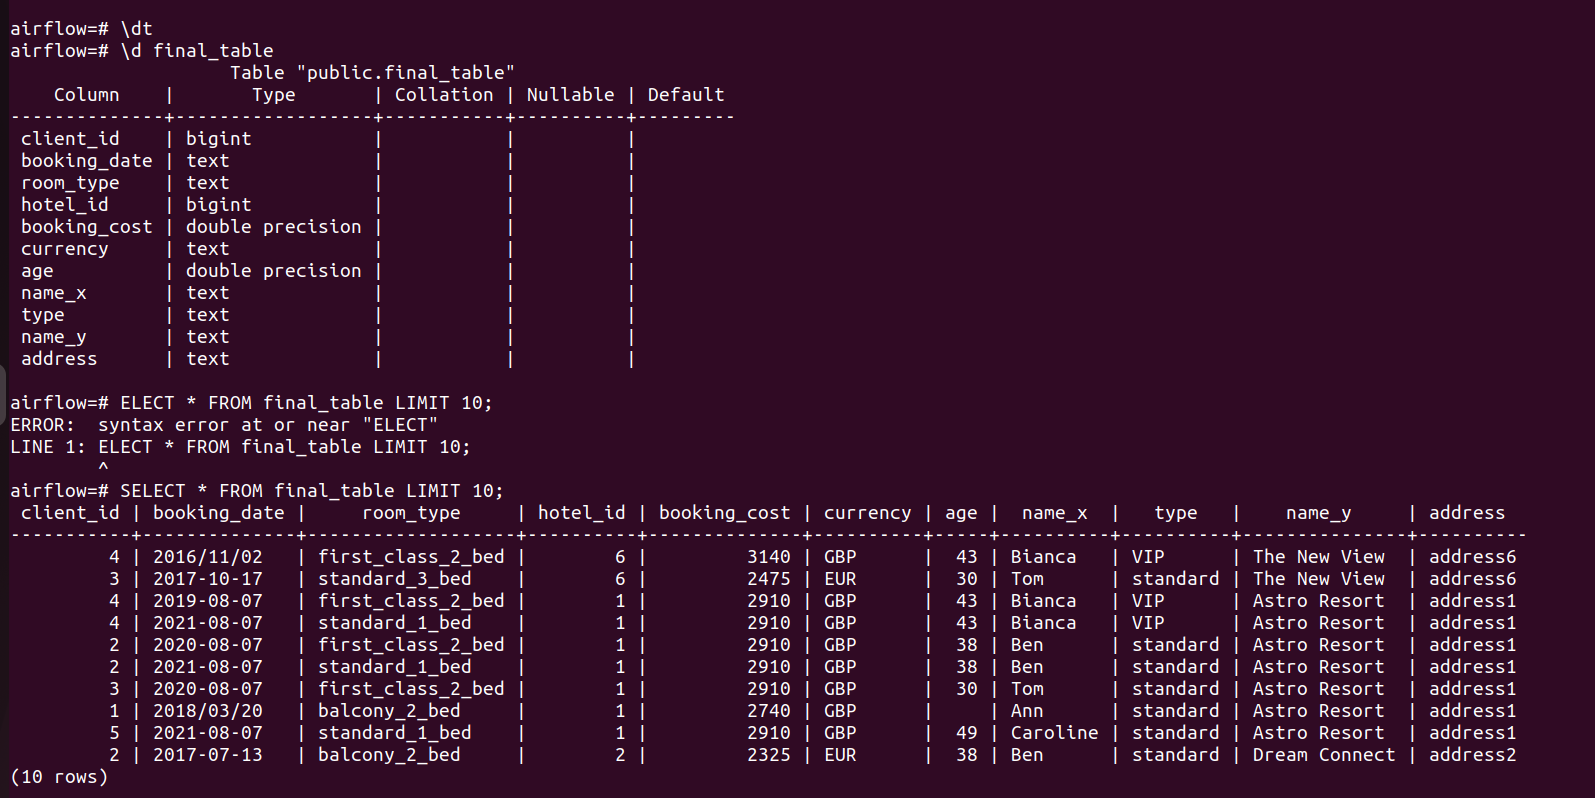 airflow=# \dt
airflow=# \d final_table
                    Table "public.final_table"
    Column    |       Type       | Collation | Nullable | Default
--------------+------------------+-----------+----------+---------
 client_id    | bigint           |           |          |
 booking_date | text             |           |          |
 room_type    | text             |           |          |
 hotel_id     | bigint           |           |          |
 booking_cost | double precision |           |          |
 currency     | text             |           |          |
 age          | double precision |           |          |
 name_x       | text             |           |          |
 type         | text             |           |          |
 name_y       | text             |           |          |
 address      | text             |           |          |

airflow=# ELECT * FROM final_table LIMIT 10;
ERROR:  syntax error at or near "ELECT"
LINE 1: ELECT * FROM final_table LIMIT 10;
        ^
airflow=# SELECT * FROM final_table LIMIT 10;
 client_id | booking_date |     room_type     | hotel_id | booking_cost | currency | age |  name_x  |   type   |    name_y     | address
-----------+--------------+-------------------+----------+--------------+----------+-----+----------+----------+---------------+----------
         4 | 2016/11/02   | first_class_2_bed |        6 |         3140 | GBP      |  43 | Bianca   | VIP      | The New View  | address6
         3 | 2017-10-17   | standard_3_bed    |        6 |         2475 | EUR      |  30 | Tom      | standard | The New View  | address6
         4 | 2019-08-07   | first_class_2_bed |        1 |         2910 | GBP      |  43 | Bianca   | VIP      | Astro Resort  | address1
         4 | 2021-08-07   | standard_1_bed    |        1 |         2910 | GBP      |  43 | Bianca   | VIP      | Astro Resort  | address1
         2 | 2020-08-07   | first_class_2_bed |        1 |         2910 | GBP      |  38 | Ben      | standard | Astro Resort  | address1
         2 | 2021-08-07   | standard_1_bed    |        1 |         2910 | GBP      |  38 | Ben      | standard | Astro Resort  | address1
         3 | 2020-08-07   | first_class_2_bed |        1 |         2910 | GBP      |  30 | Tom      | standard | Astro Resort  | address1
         1 | 2018/03/20   | balcony_2_bed     |        1 |         2740 | GBP      |     | Ann      | standard | Astro Resort  | address1
         5 | 2021-08-07   | standard_1_bed    |        1 |         2910 | GBP      |  49 | Caroline | standard | Astro Resort  | address1
         2 | 2017-07-13   | balcony_2_bed     |        2 |         2325 | EUR      |  38 | Ben      | standard | Dream Connect | address2
(10 rows)